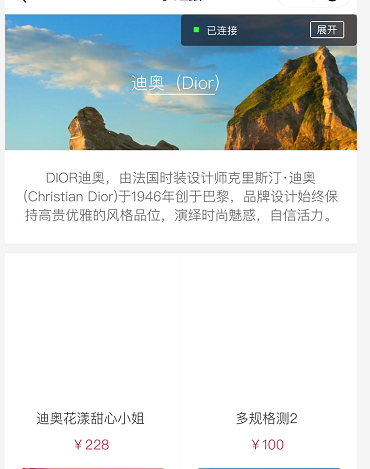 已连接
展开
迪奥（Dior）
DIOR迪奥，由法国时装设计师克里斯汀·迪奥
(Christian Dior)于1946年创于巴黎，品牌设计始终保
持高贵优雅的风格品位，演绎时尚魅惑，自信活力。
迪奥花漾甜心小姐
多规格测2
￥228
￥100